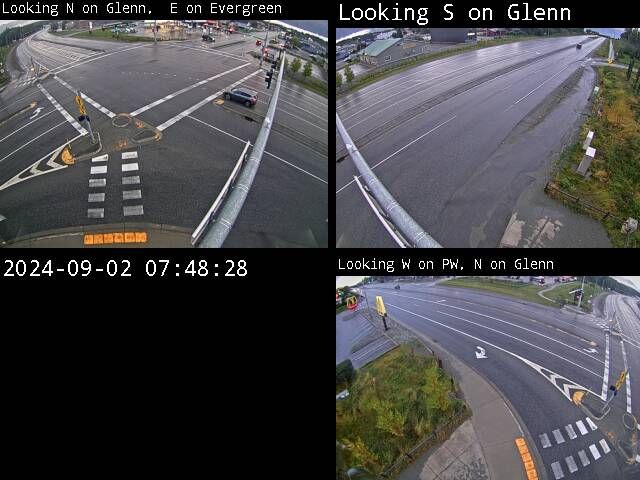 Looking N on Glenn,  E on Evergreen
Looking S on Glenn
2024-09-02 07:48:28
Looking W on PW, N on Glenn